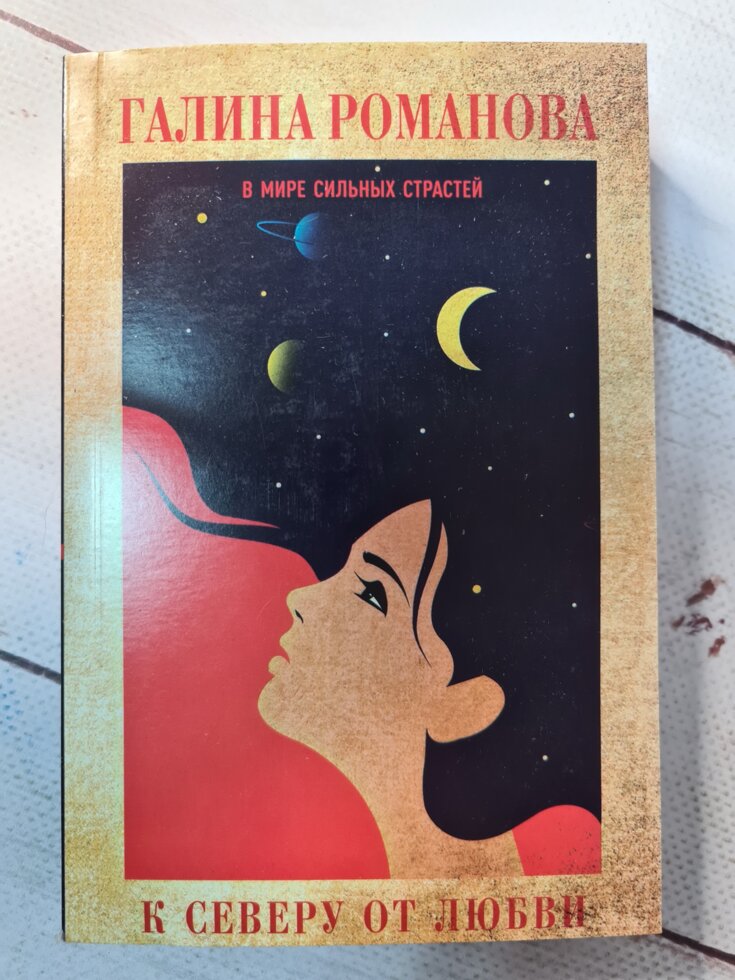 ГАЛИНА РОМАНОВА
В МИРЕ СИЛЬНЫХ СТРАСТЕЙ
К СЕВЕРУ ОТ ЛЮБВИ